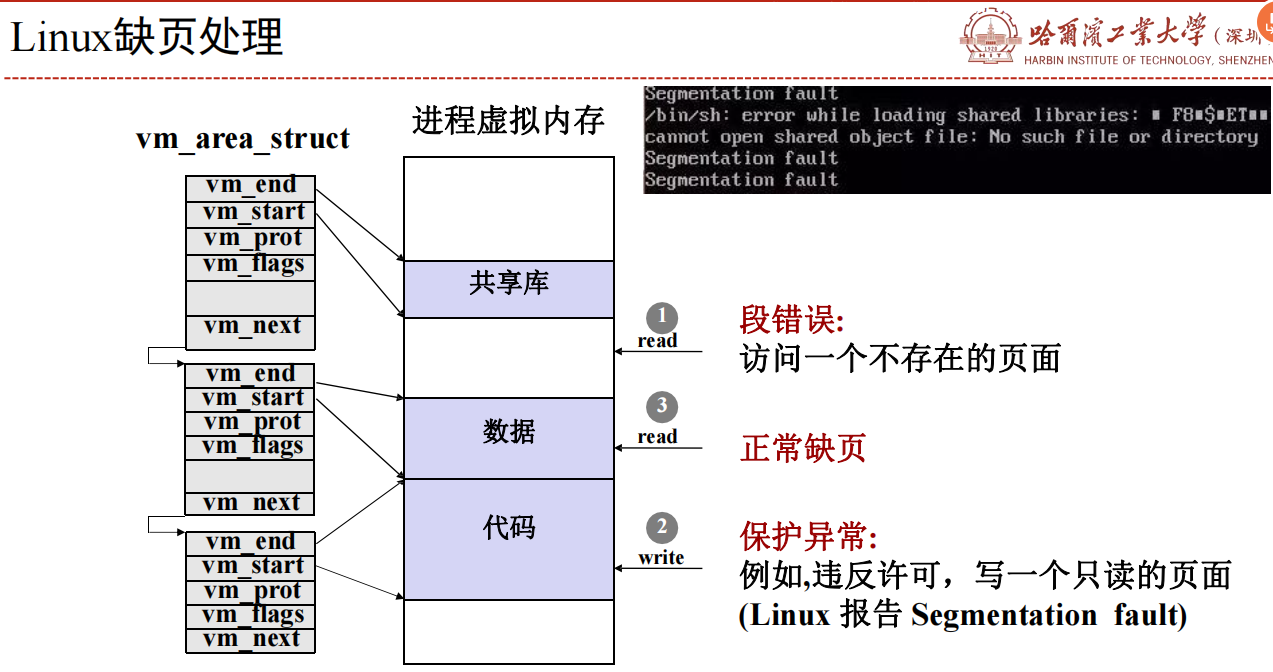 Linux缺页处理
哈爾濱工業大學(深圳
HARBIN INSTITUTE OF TECHNOLOGY, SHENZHEN
1920
HIT
Segmentation fault
/bin/sh: error while loading shared libraries: F8 $ ET
cannot open shared object file: No such file or directory
Segmentation fault
Segmentation fault
vm_area_struct
进程虚拟内存
vm_end
vm_start
vm_prot
vm_flags
vm_next
vm_end
vm_start
vm_prot
vm_flags
vm_next
vm_end
vm_start
vm_prot
vm_flags
vm_next
共享库
数据
代码
1
read
段错误:
访问一个不存在的页面
3
read
正常缺页
2
write
保护异常:
例如,违反许可，写一个只读的页面
(Linux 报告 Segmentation fault)